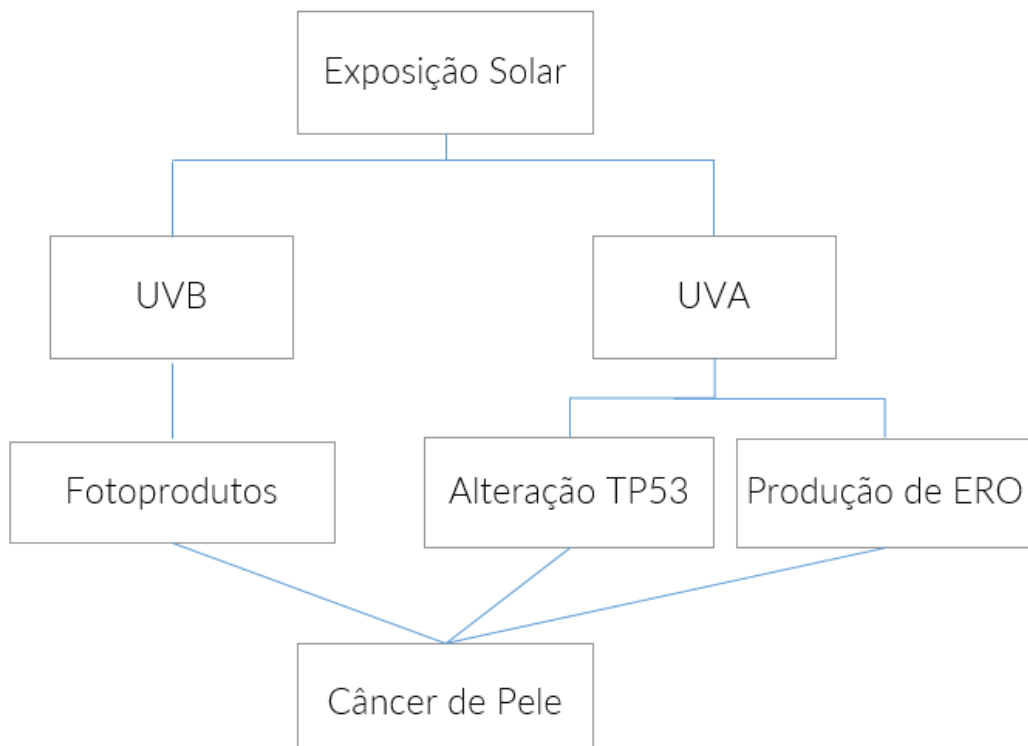 Exposição Solar
UVB
UVA
Fotoprodutos
Alteração TP53
Produção de ERO
Câncer de Pele